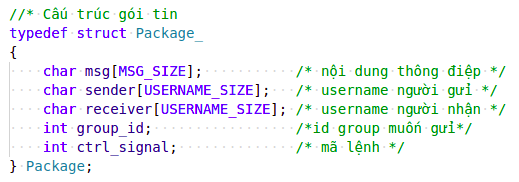 //* Cấu trúc gói tin
typedef struct Package_
{
    char msg[MSG_SIZE];           /* nội dung thông điệp */
    char sender[USERNAME_SIZE];   /* username người gửi */
    char receiver[USERNAME_SIZE]; /* username người nhận */
    int group_id;                 /*id group muốn gửi*/
    int ctrl_signal;              /* mã lệnh */
} Package;